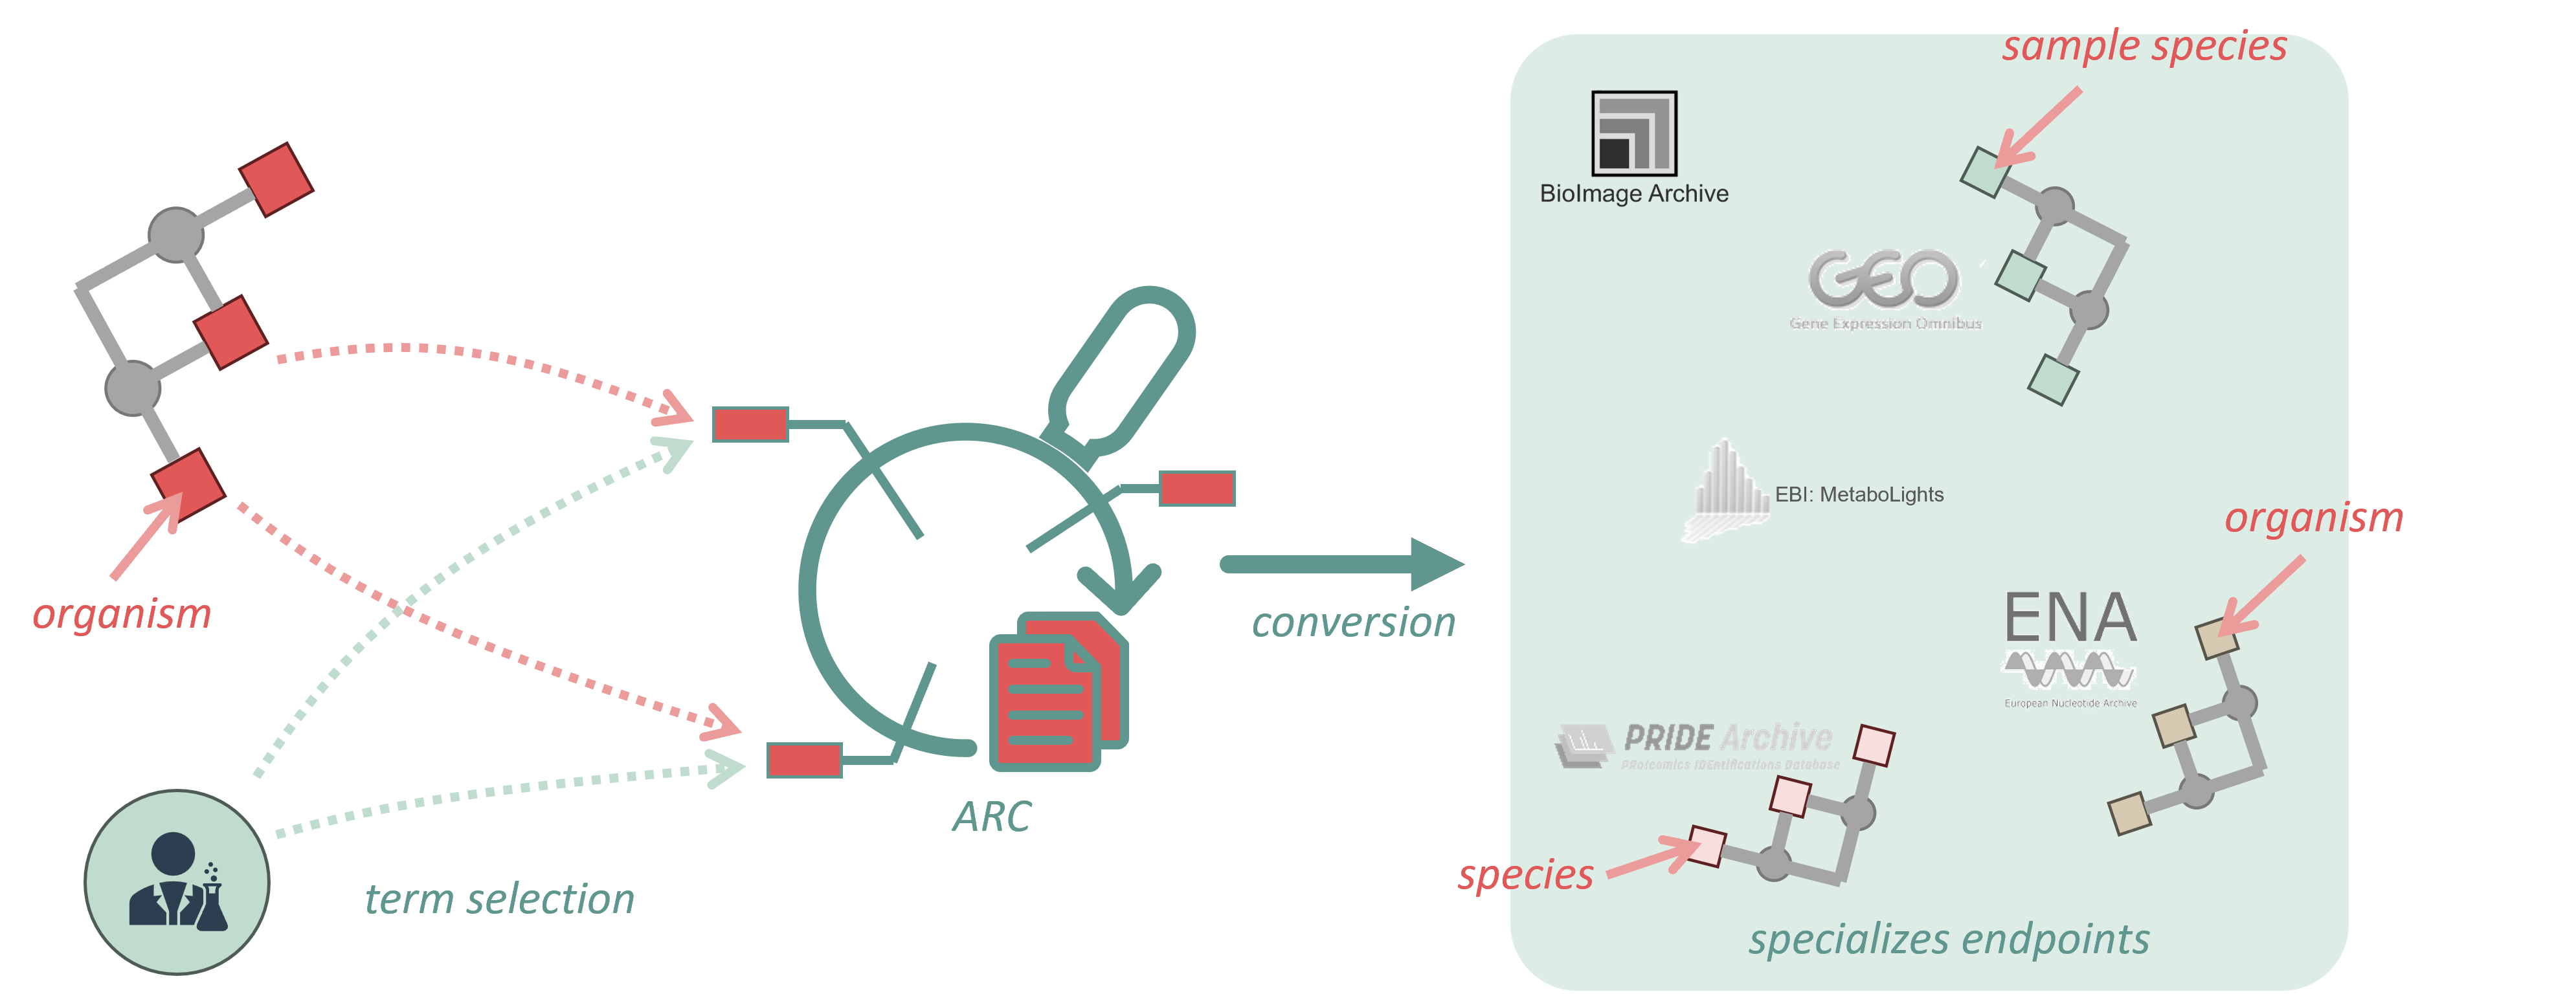 sample species
BioImage Archive
GEO
Gene Expression Omnibus
EBI: MetaboLights
organism
organism
conversion
ENA
European Nucleotide Archive
PRIDE Archive
PRoteomics IDEntifications Database
ARC
species
term selection
specializes endpoints